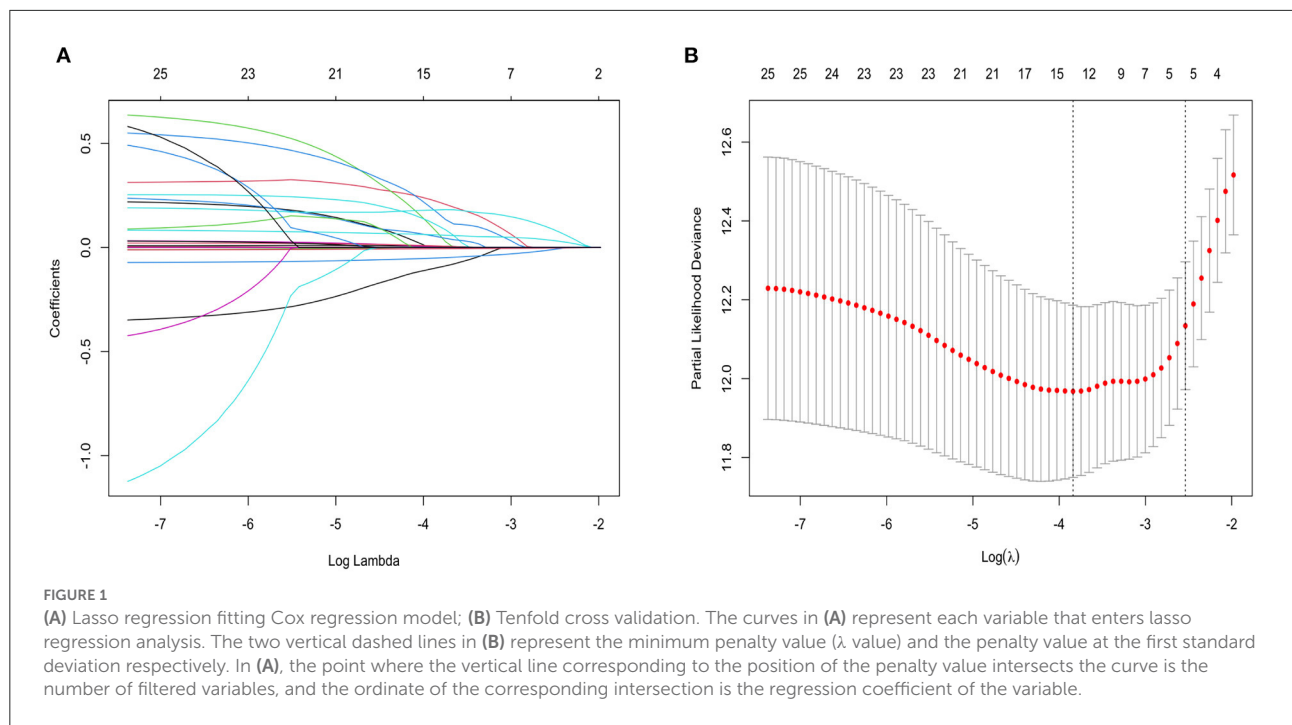 A
25 23 21 15 7 2
0.5
0.0
-0.5
-1.0
Coefficients
-7 -6 -5 -4 -3 -2
Log Lambda
B
25 25 24 23 23 23 21 21 17 15 12 9 7 5 5 4
12.6
12.4
12.2
12.0
11.8
Partial Likelihood Deviance
-7 -6 -5 -4 -3 -2
Log(λ)
FIGURE 1
(A) Lasso regression fitting Cox regression model; (B) Tenfold cross validation. The curves in (A) represent each variable that enters lasso
regression analysis. The two vertical dashed lines in (B) represent the minimum penalty value (λ value) and the penalty value at the first standard
deviation respectively. In (A), the point where the vertical line corresponding to the position of the penalty value intersects the curve is the
number of filtered variables, and the ordinate of the corresponding intersection is the regression coefficient of the variable.